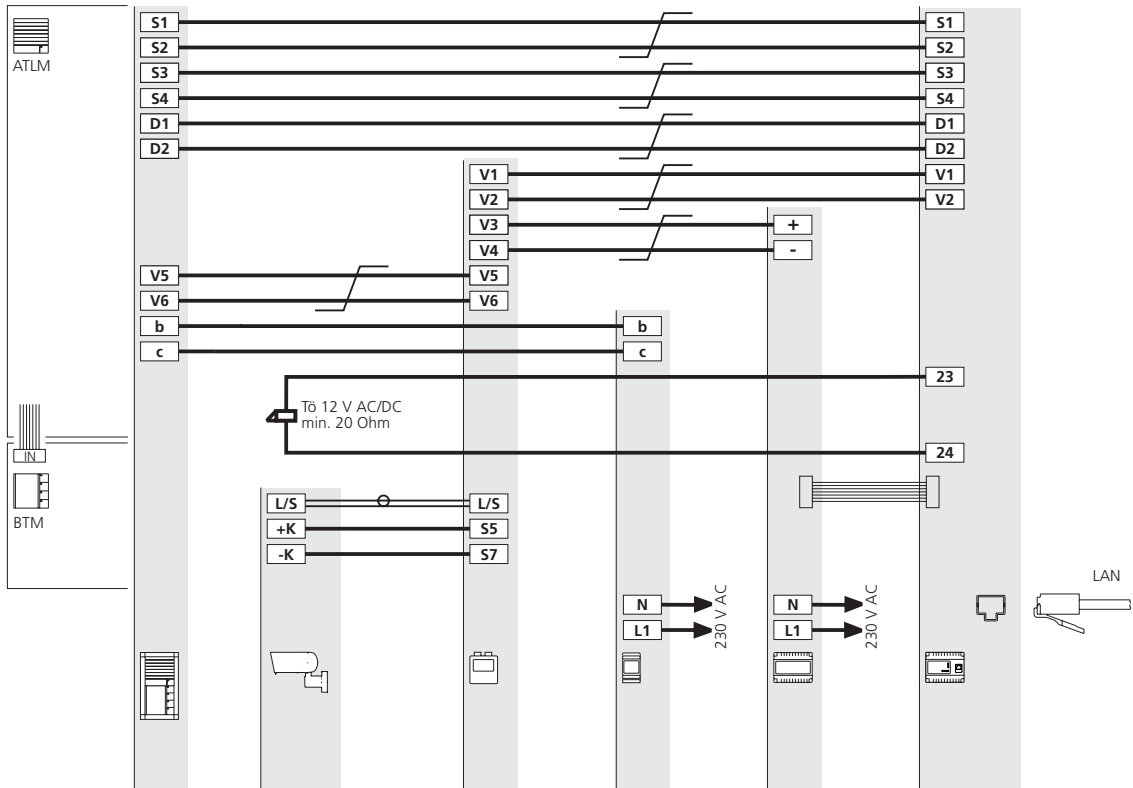 ATLM
S1 S1
S2 S2
S3 S3
S4 S4
D1 D1
D2 D2
V1 V1
V2 V2
V3 +
V4 -
V5 V5
V6 V6
b b
c c
23
Tö 12 V AC/DC
min. 20 Ohm
24
IN
BTM
L/S L/S
+K S5
-K S7
LAN
N N
L1 L1
230 V AC
230 V AC